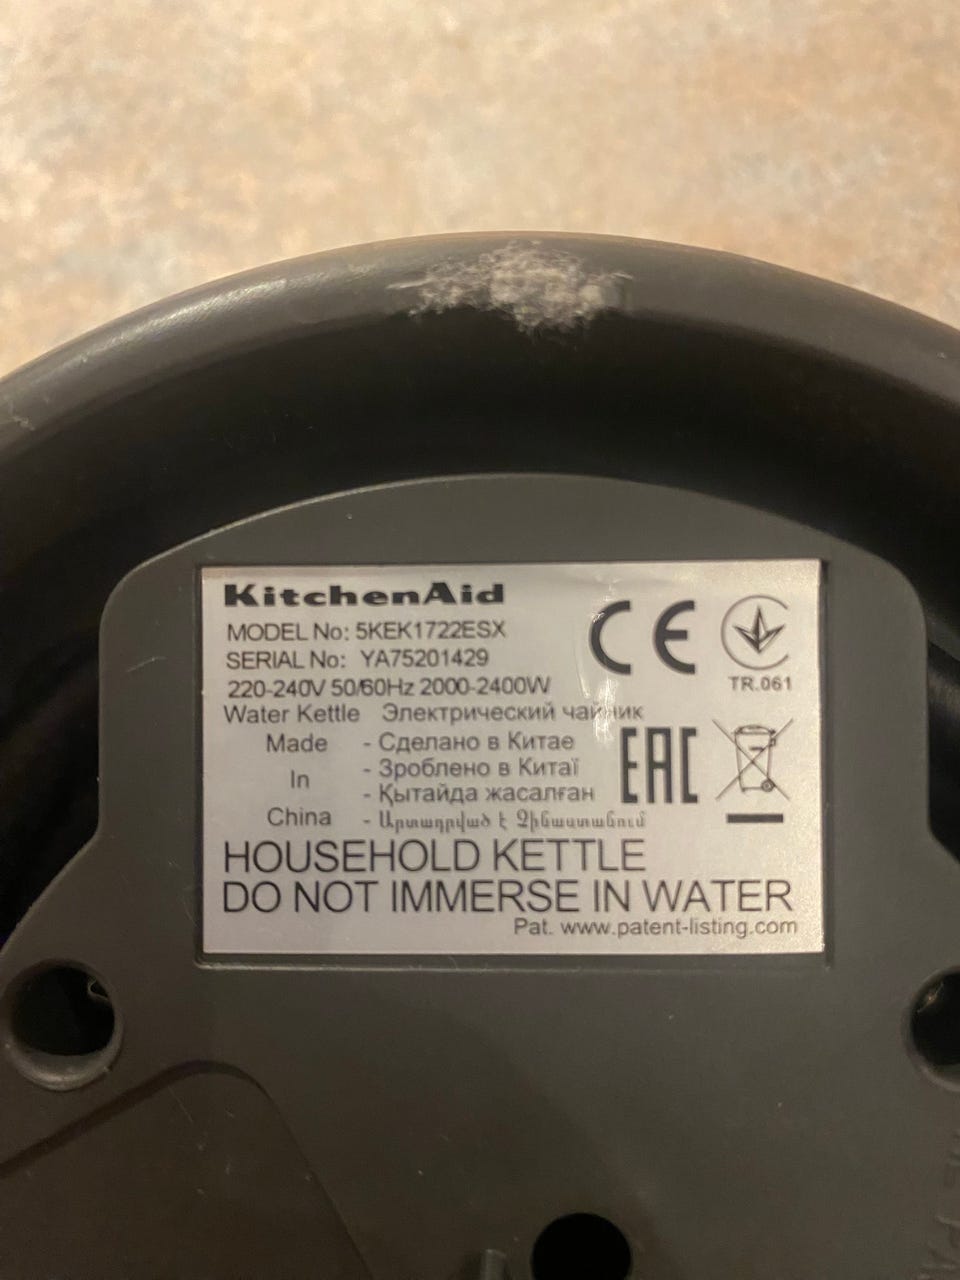 KitchenAid
MODEL No: 5KEK1722ESX
SERIAL No: YA75201429
220-240V 50/60Hz 2000-2400W
TR.061
Water Kettle Электрический чайник
Made In China
- Сделано в Китае
- Зроблено в Китаї
- Қытайда жасалған
- Արտադրված է Չինաստանում
CE
EAC
HOUSEHOLD KETTLE
DO NOT IMMERSE IN WATER
Pat. www.patent-listing.com